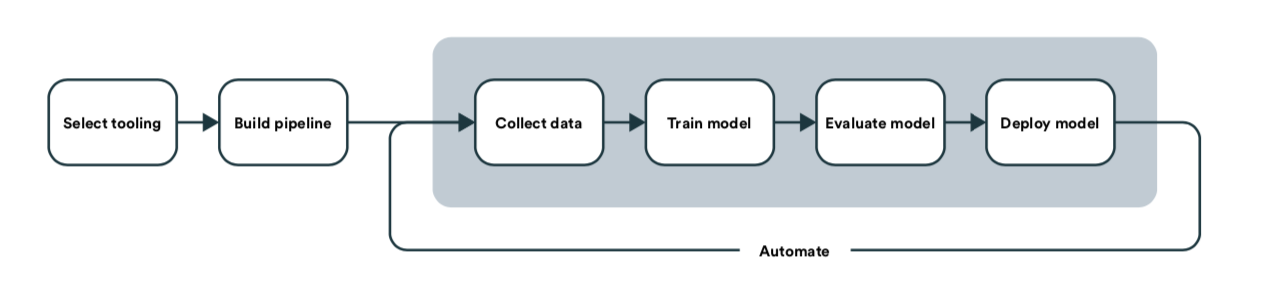 Select tooling
Build pipeline
Collect data
Train model
Evaluate model
Deploy model
Automate